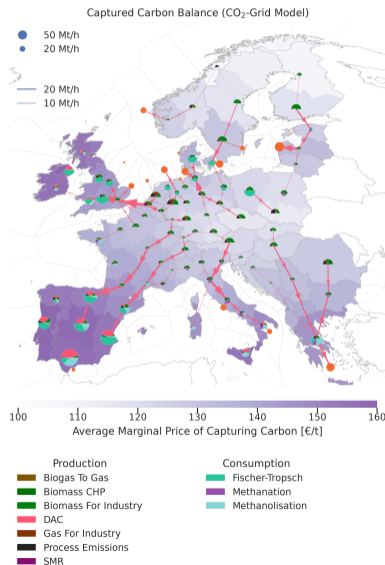 Captured Carbon Balance (CO₂-Grid Model)
50 Mt/h
20 Mt/h
20 Mt/h
10 Mt/h
100 110 120 130 140 150 160
Average Marginal Price of Capturing Carbon [€/t]
Production
Biogas To Gas
Biomass CHP
Biomass For Industry
DAC
Gas For Industry
Process Emissions
SMR
Consumption
Fischer-Tropsch
Methanation
Methanolisation